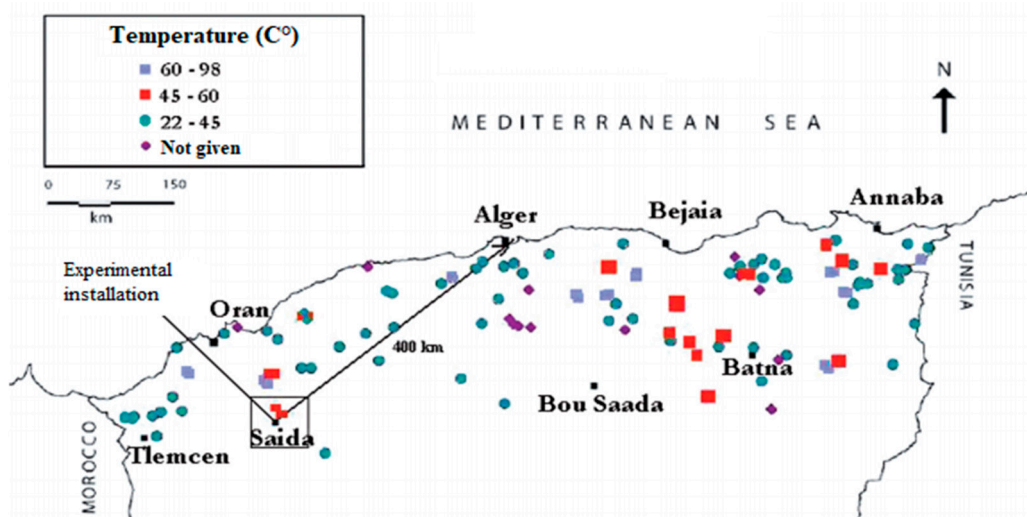 Temperature (C°)
60 - 98
45 - 60
22 - 45
Not given
0 75 150
km
N
MEDITERRANEAN SEA
Annaba
Bejaia
Alger
TUNISIA
Experimental
installation
Oran
400 km
Batna
Bou Saada
Saida
Tlemcen
MOROCCO